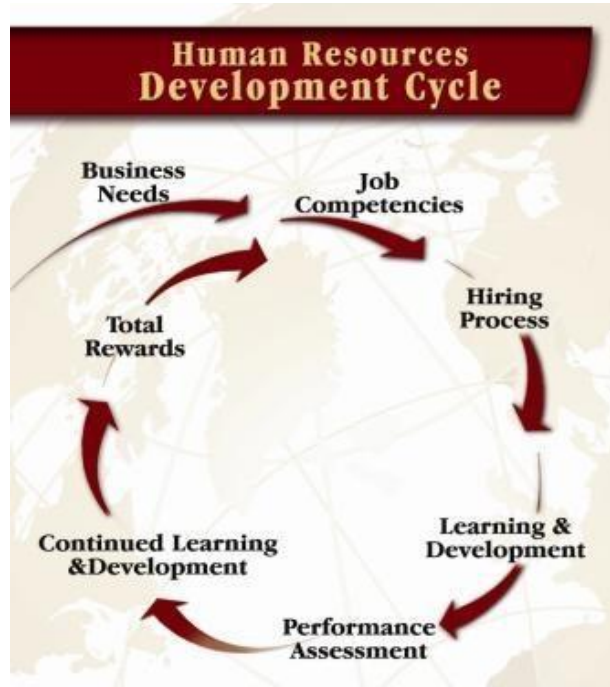 Human Resources
Development Cycle
Business
Needs
Job
Competencies
Hiring
Process
Learning &
Development
Performance
Assessment
Continued Learning
&Development
Total
Rewards